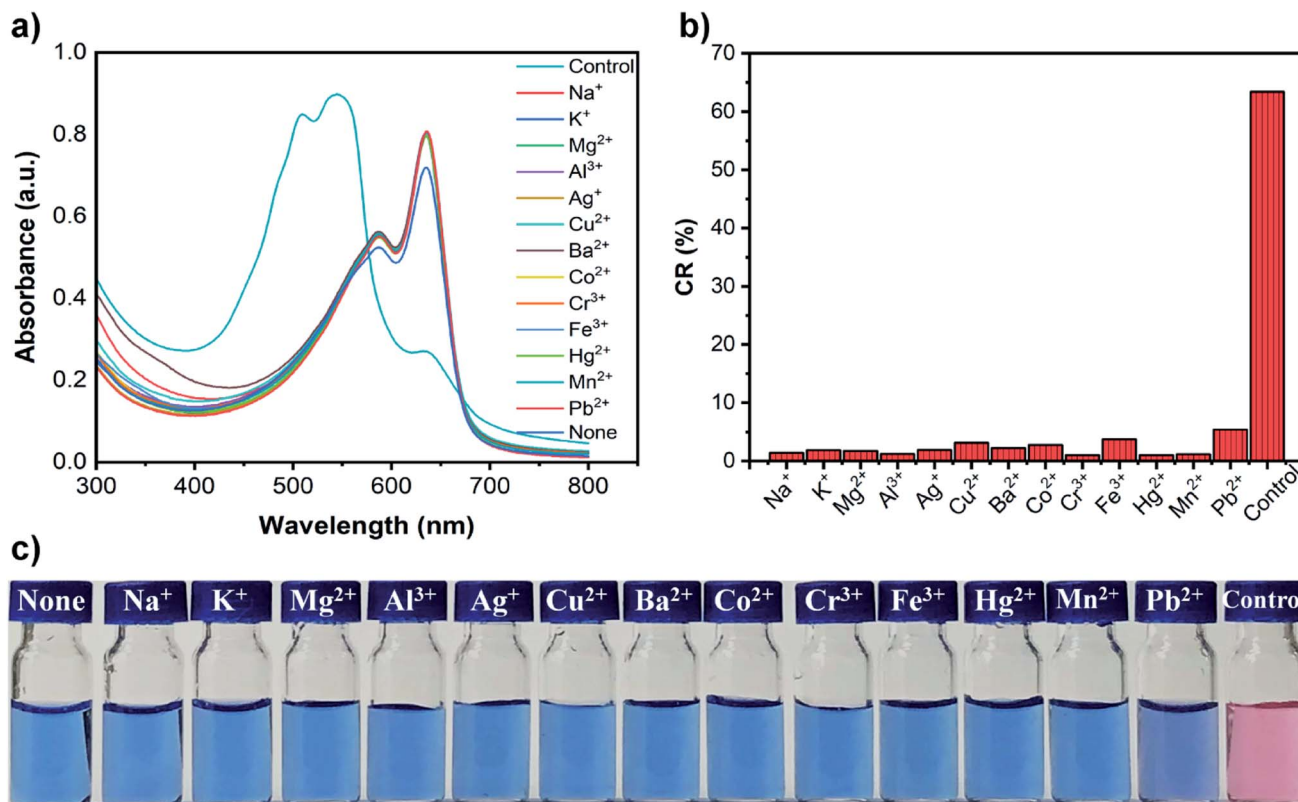 a)
1.0
0.8
0.6
0.4
0.2
0.0
Absorbance (a.u.)
300 400 500 600 700 800
Wavelength (nm)
Control
Na⁺
K⁺
Mg²⁺
Al³⁺
Ag⁺
Cu²⁺
Ba²⁺
Co²⁺
Cr³⁺
Fe³⁺
Hg²⁺
Mn²⁺
Pb²⁺
None
b)
70
60
50
40
30
20
10
0
CR (%)
Na⁺ K⁺ Mg²⁺ Al³⁺ Ag⁺ Cu²⁺ Ba²⁺ Co²⁺ Cr³⁺ Fe³⁺ Hg²⁺ Mn²⁺ Pb²⁺ Control
c)
None Na⁺ K⁺ Mg²⁺ Al³⁺ Ag⁺ Cu²⁺ Ba²⁺ Co²⁺ Cr³⁺ Fe³⁺ Hg²⁺ Mn²⁺ Pb²⁺ Control